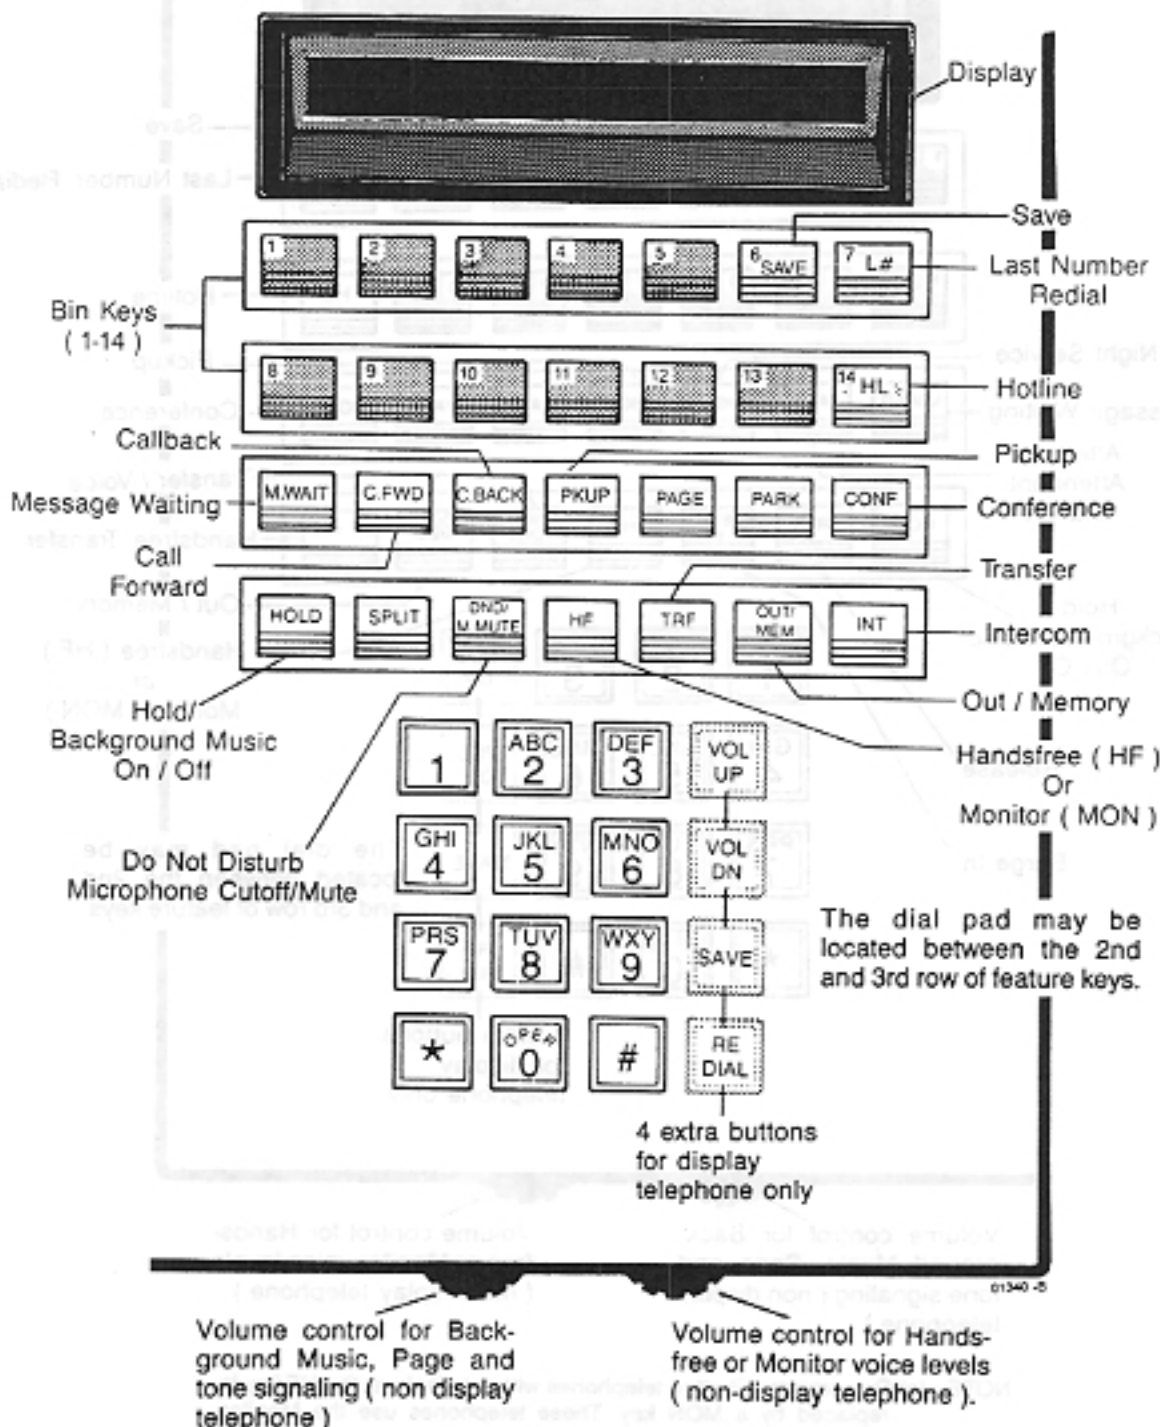 Display
Save
1 2 3 4 5 6 SAVE 7 L#
Last Number
Redial
Bin Keys
( 1-14 )
8 9 10 11 12 13 14 HL
Hotline
Callback
Pickup
M.WAIT C.FWD C.BACK PKUP PAGE PARK CONF
Message Waiting
Conference
Call
Forward
Transfer
HOLD SPLIT DND/ M.MUTE HF TRF OUT/ MEM INT
Intercom
Hold/
Background Music
On / Off
Out / Memory
Handsfree ( HF )
Or
Monitor ( MON )
1 ABC 2 DEF 3 VOL UP
GHI 4 JKL 5 MNO 6 VOL DN
Do Not Disturb
Microphone Cutoff/Mute
PRS 7 TUV 8 WXY 9 SAVE
The dial pad may be
located between the 2nd
and 3rd row of feature keys.
* OPER 0 # RE DIAL
4 extra buttons
for display
telephone only
01340 -5
Volume control for Back-
ground Music, Page and
tone signaling ( non display
telephone )
Volume control for Hands-
free or Monitor voice levels
( non-display telephone ).